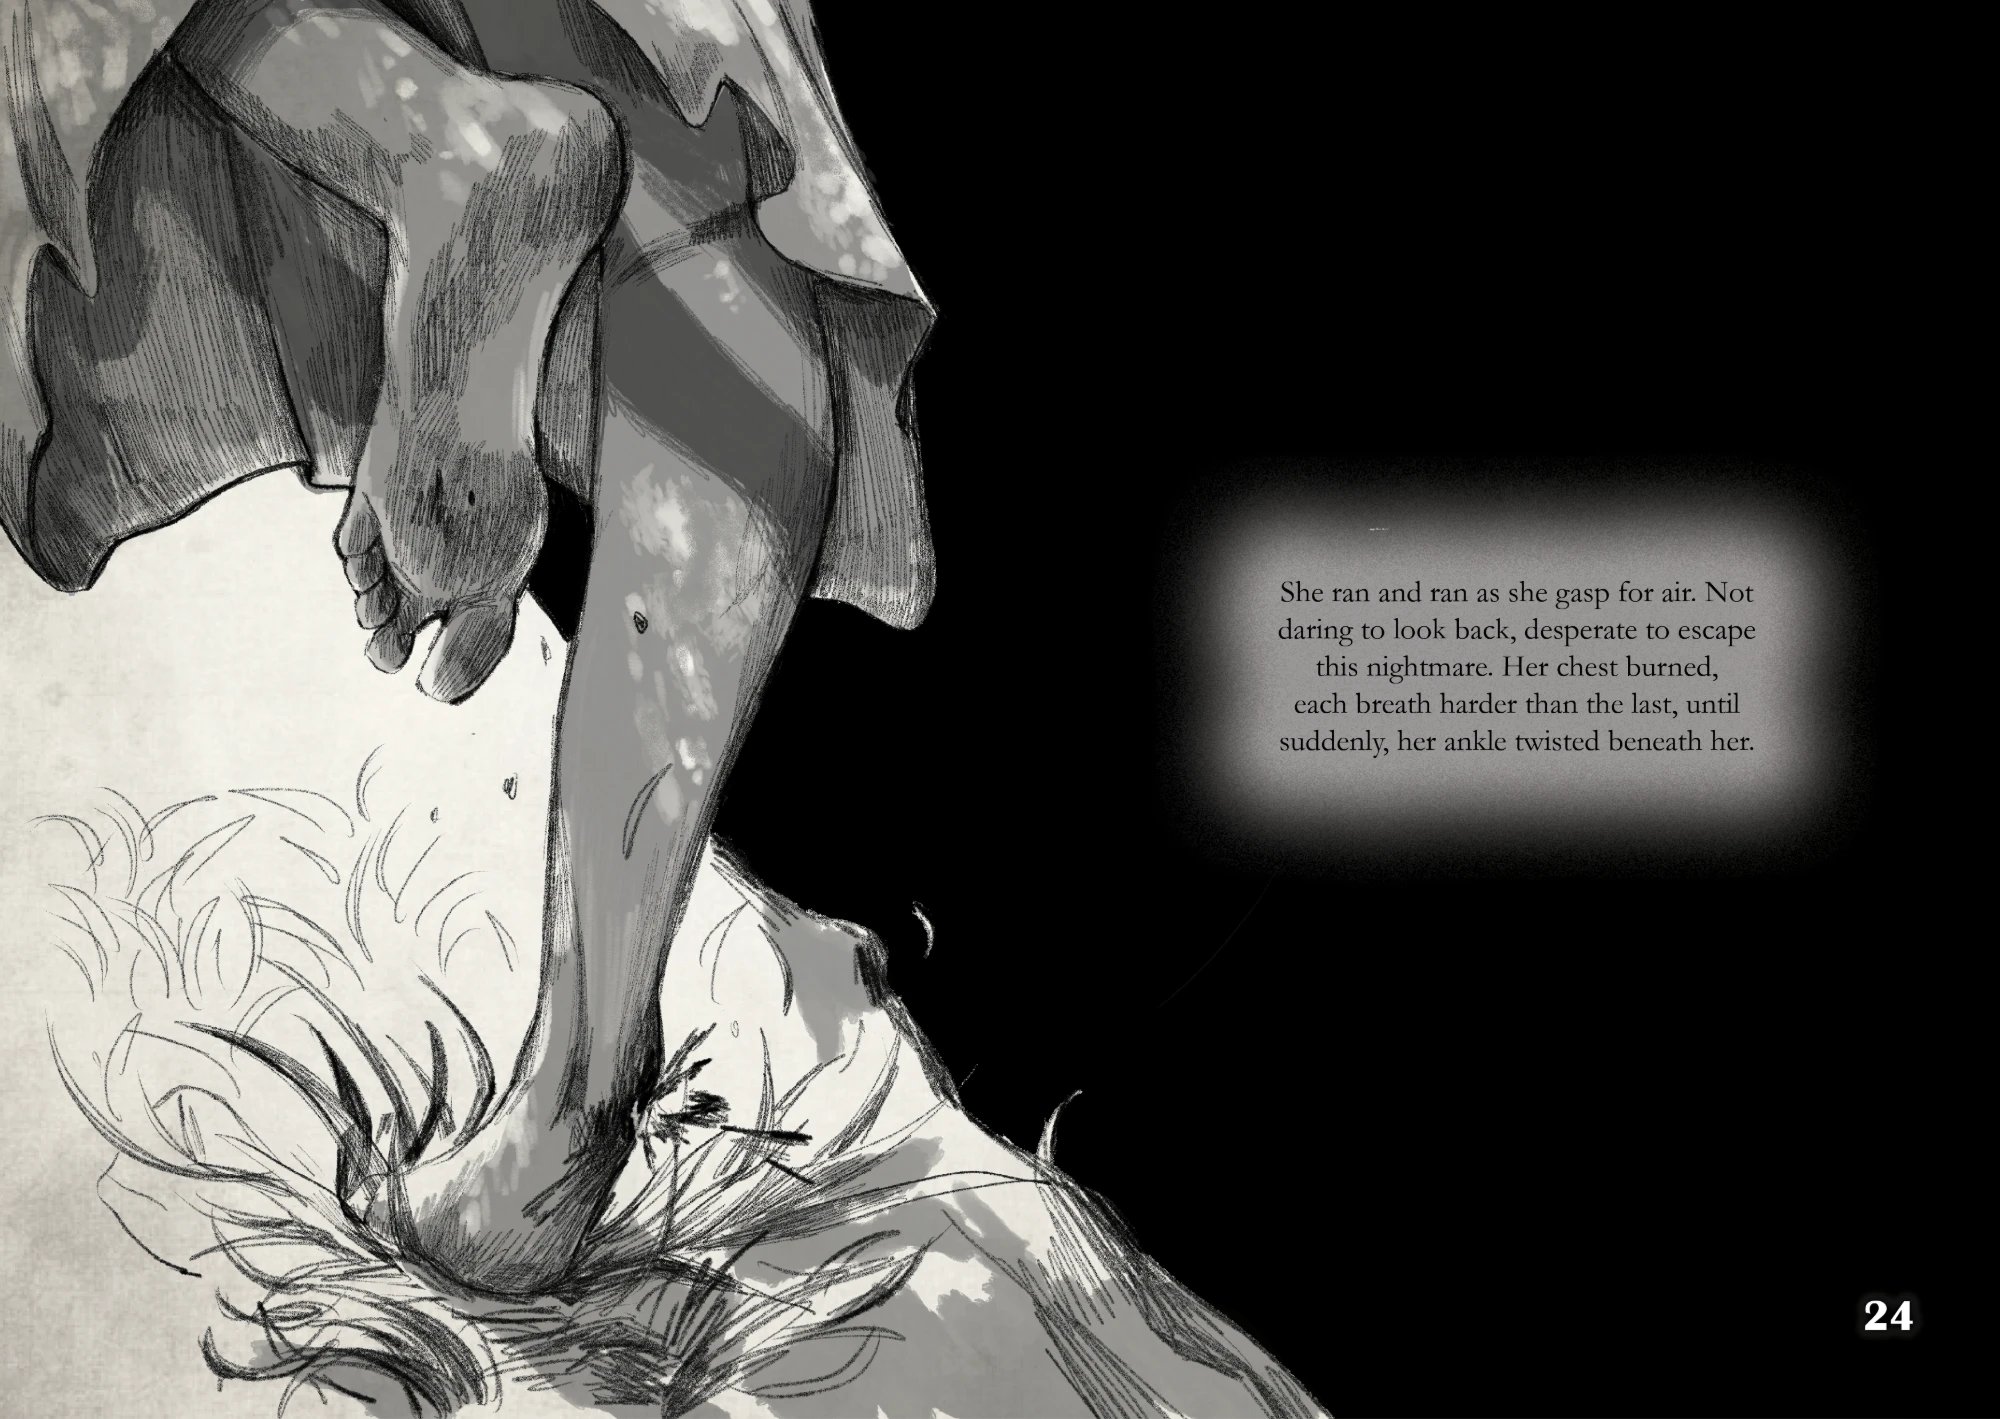 She ran and ran as she gasp for air. Not
daring to look back, desperate to escape
this nightmare. Her chest burned,
each breath harder than the last, until
suddenly, her ankle twisted beneath her.
24